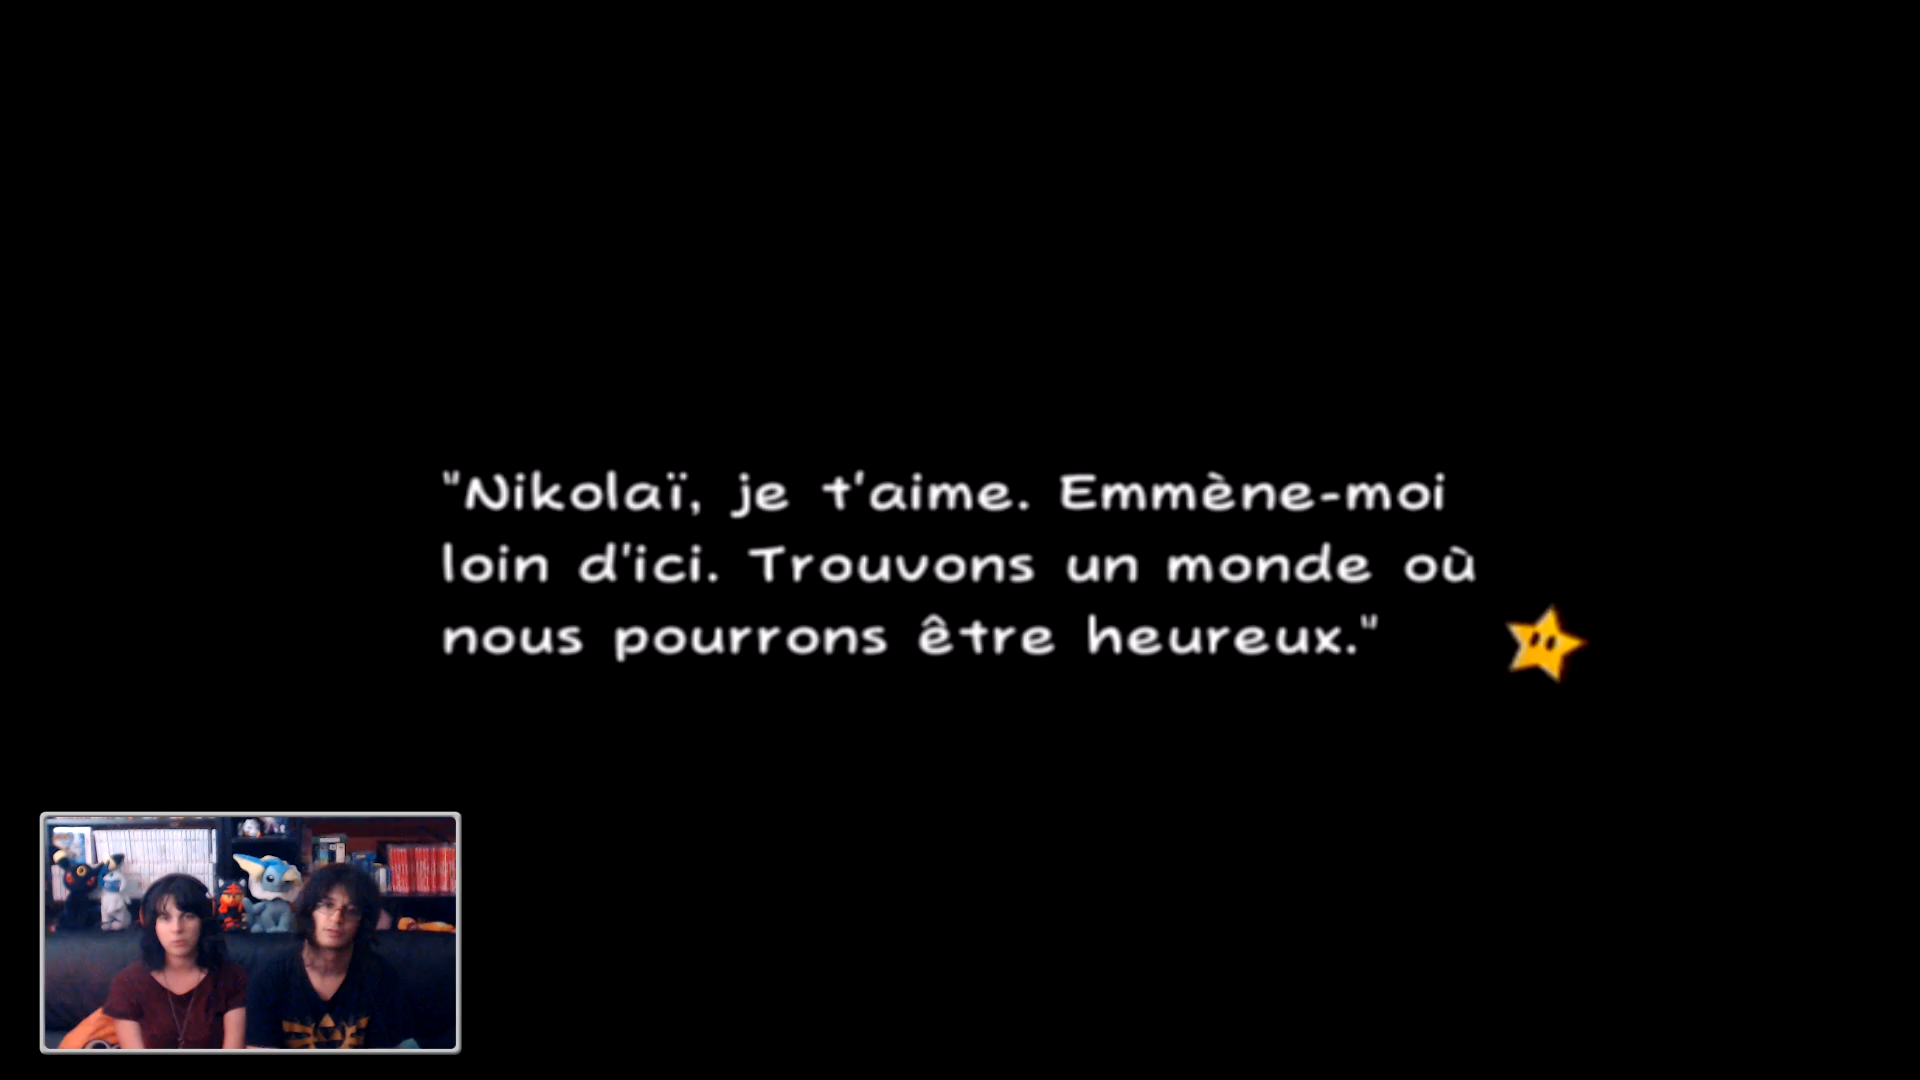 "Nikolaï, je t'aime. Emmène-moi
loin d'ici. Trouvons un monde où
nous pourrons être heureux."